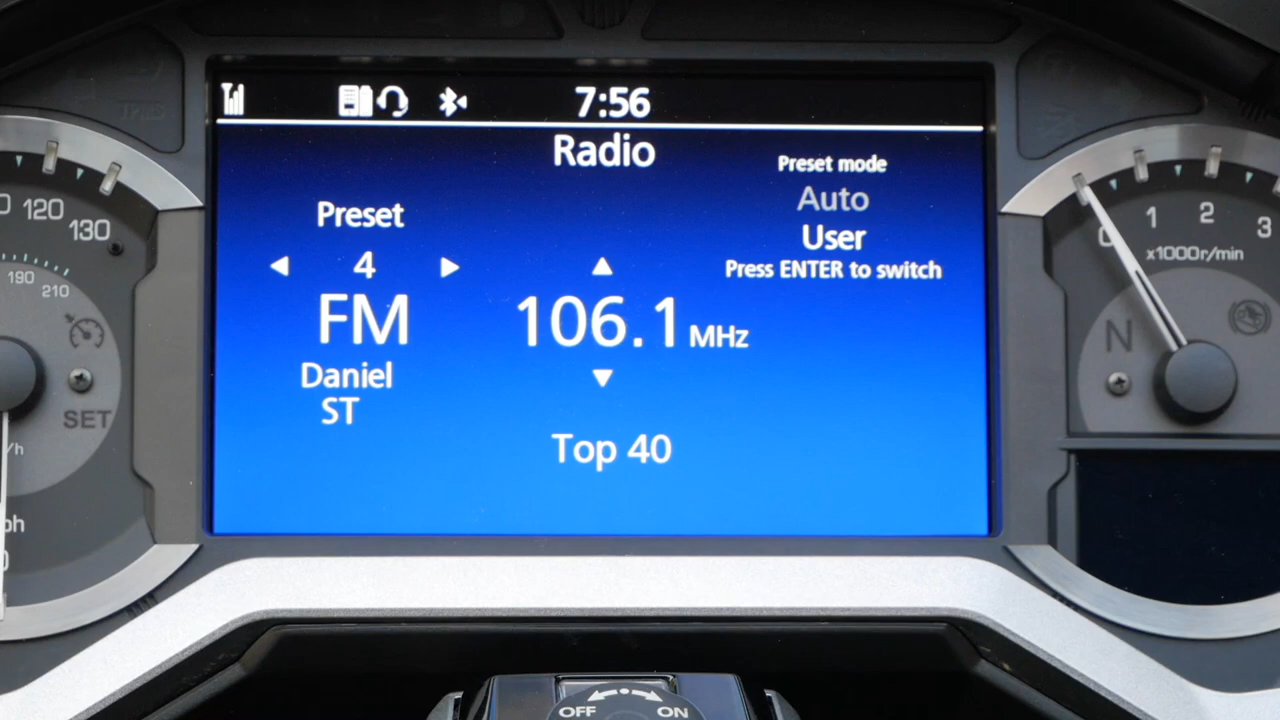 7:56
Radio
Preset mode
Auto
User
Press ENTER to switch
Preset
4
FM
106.1 MHz
Daniel
ST
Top 40
120
130
190
210
SET
0
1
2
3
x1000r/min
N
OFF
ON